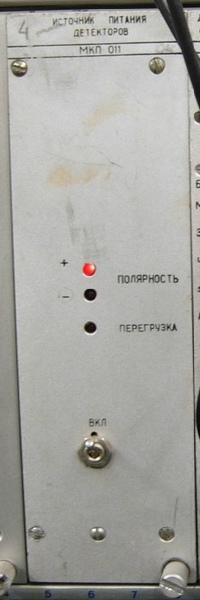 4
ИСТОЧНИК ПИТАНИЯ
ДЕТЕКТОРОВ
МКП 011
+
ПОЛЯРНОСТЬ
−
ПЕРЕГРУЗКА
ВКЛ
5 6 7